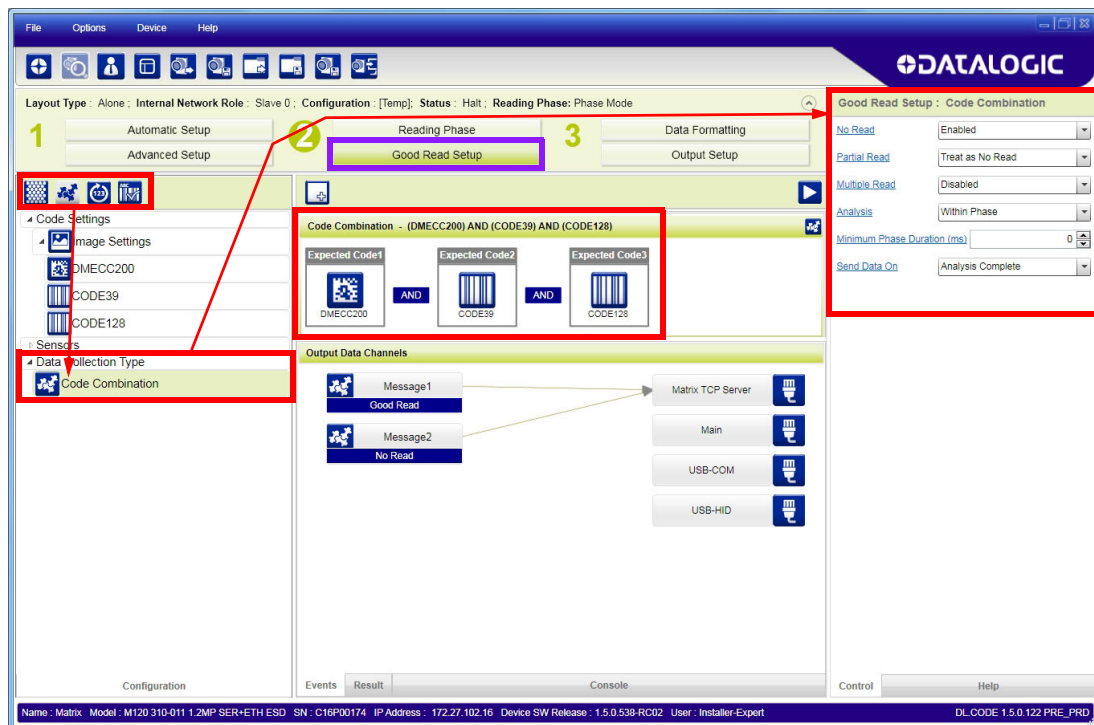 File Options Device Help
DATALOGIC
Layout Type : Alone ; Internal Network Role : Slave 0 ; Configuration : [Temp]; Status : Halt ; Reading Phase: Phase Mode
1 Automatic Setup 2 Reading Phase 3 Data Formatting
Advanced Setup Good Read Setup Output Setup
Good Read Setup : Code Combination
No Read Enabled
Partial Read Treat as No Read
Multiple Read Disabled
Analysis Within Phase
Minimum Phase Duration (ms) 0
Send Data On Analysis Complete
123 ABC
Code Settings
Image Settings
DMECC200
CODE39
CODE128
Sensors
Data Collection Type
Code Combination
Configuration
Code Combination - (DMECC200) AND (CODE39) AND (CODE128)
Expected Code1 Expected Code2 Expected Code3
AND AND
DMECC200 CODE39 CODE128
Output Data Channels
Message1
Good Read
Message2
No Read
Matrix TCP Server
Main
USB-COM
USB-HID
Events Result Console
Control Help
Name : Matrix Model : M120 310-011 1.2MP SER+ETH ESD SN : C16P00174 IP Address : 172.27.102.16 Device SW Release : 1.5.0.538-RC02 User : Installer-Expert DL.CODE 1.5.0.122 PRE_PRD